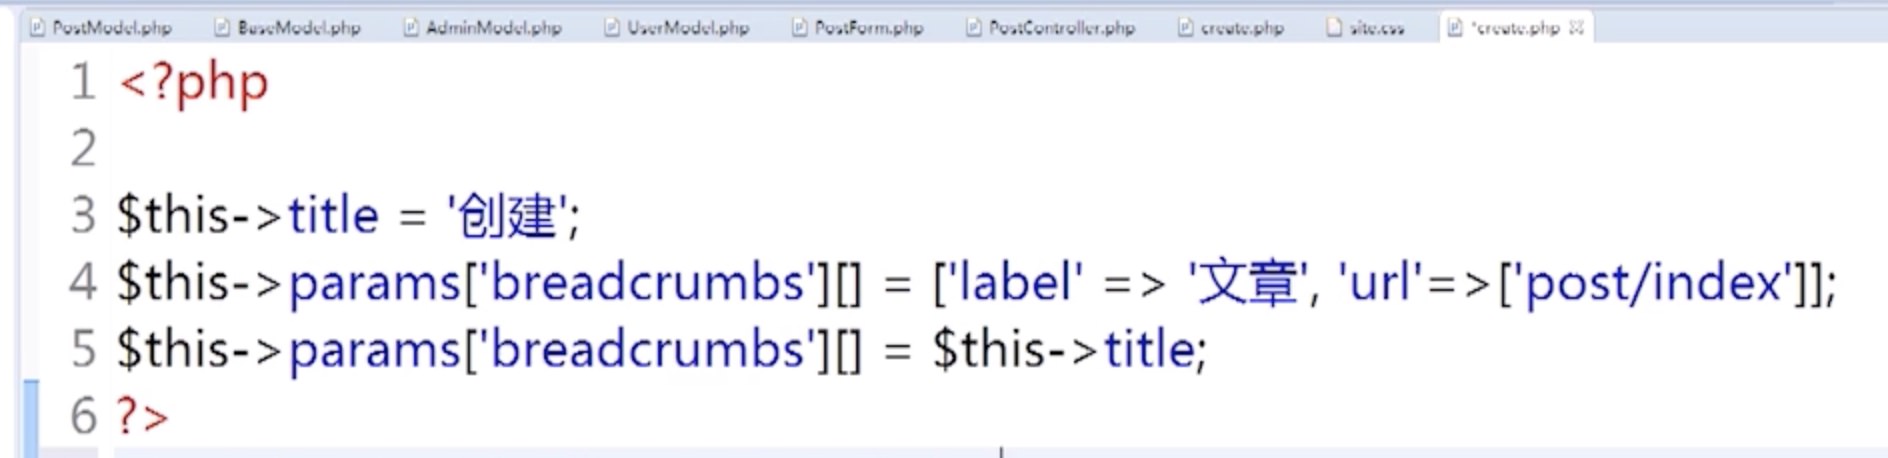 PostModel.php BaseModel.php AdminModel.php UserModel.php PostForm.php PostController.php create.php site.css *create.php
1 <?php
2
3 $this->title = '创建';
4 $this->params['breadcrumbs'][] = ['label' => '文章', 'url'=>['post/index']];
5 $this->params['breadcrumbs'][] = $this->title;
6 ?>